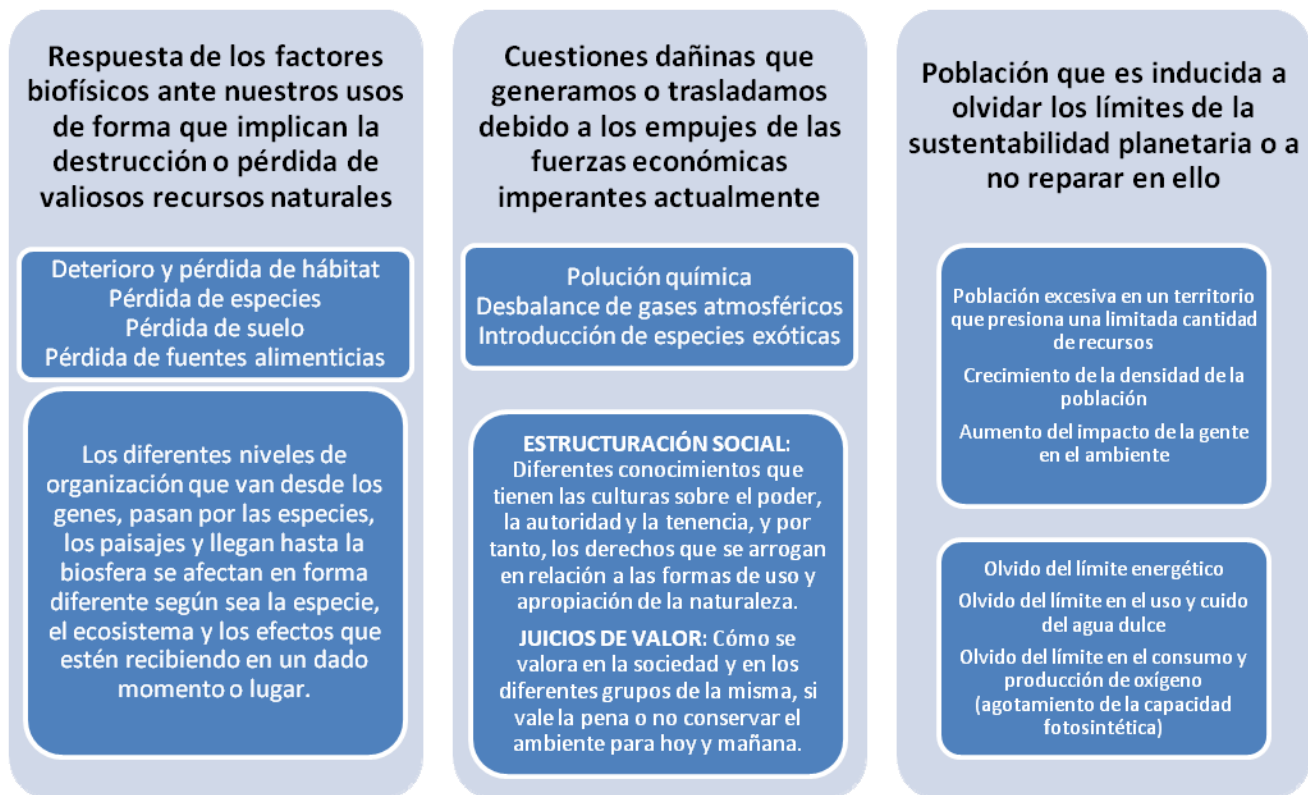 Respuesta de los factores
biofísicos ante nuestros usos
de forma que implican la
destrucción o pérdida de
valiosos recursos naturales
Deterioro y pérdida de hábitat
Pérdida de especies
Pérdida de suelo
Pérdida de fuentes alimenticias
Los diferentes niveles de
organización que van desde los
genes, pasan por las especies,
los paisajes y llegan hasta la
biosfera se afectan en forma
diferente según sea la especie,
el ecosistema y los efectos que
estén recibiendo en un dado
momento o lugar.
Cuestiones dañinas que
generamos o trasladamos
debido a los empujes de las
fuerzas económicas
imperantes actualmente
Polución química
Desbalance de gases atmosféricos
Introducción de especies exóticas
ESTRUCTURACIÓN SOCIAL:
Diferentes conocimientos que
tienen las culturas sobre el poder,
la autoridad y la tenencia, y por
tanto, los derechos que se arrogan
en relación a las formas de uso y
apropiación de la naturaleza.
JUICIOS DE VALOR: Cómo se
valora en la sociedad y en los
diferentes grupos de la misma, si
vale la pena o no conservar el
ambiente para hoy y mañana.
Población que es inducida a
olvidar los límites de la
sustentabilidad planetaria o a
no reparar en ello
Población excesiva en un territorio
que presiona una limitada cantidad
de recursos
Crecimiento de la densidad de la
población
Aumento del impacto de la gente
en el ambiente
Olvido del límite energético
Olvido del límite en el uso y cuido
del agua dulce
Olvido del límite en el consumo y
producción de oxígeno
(agotamiento de la capacidad
fotosintética)